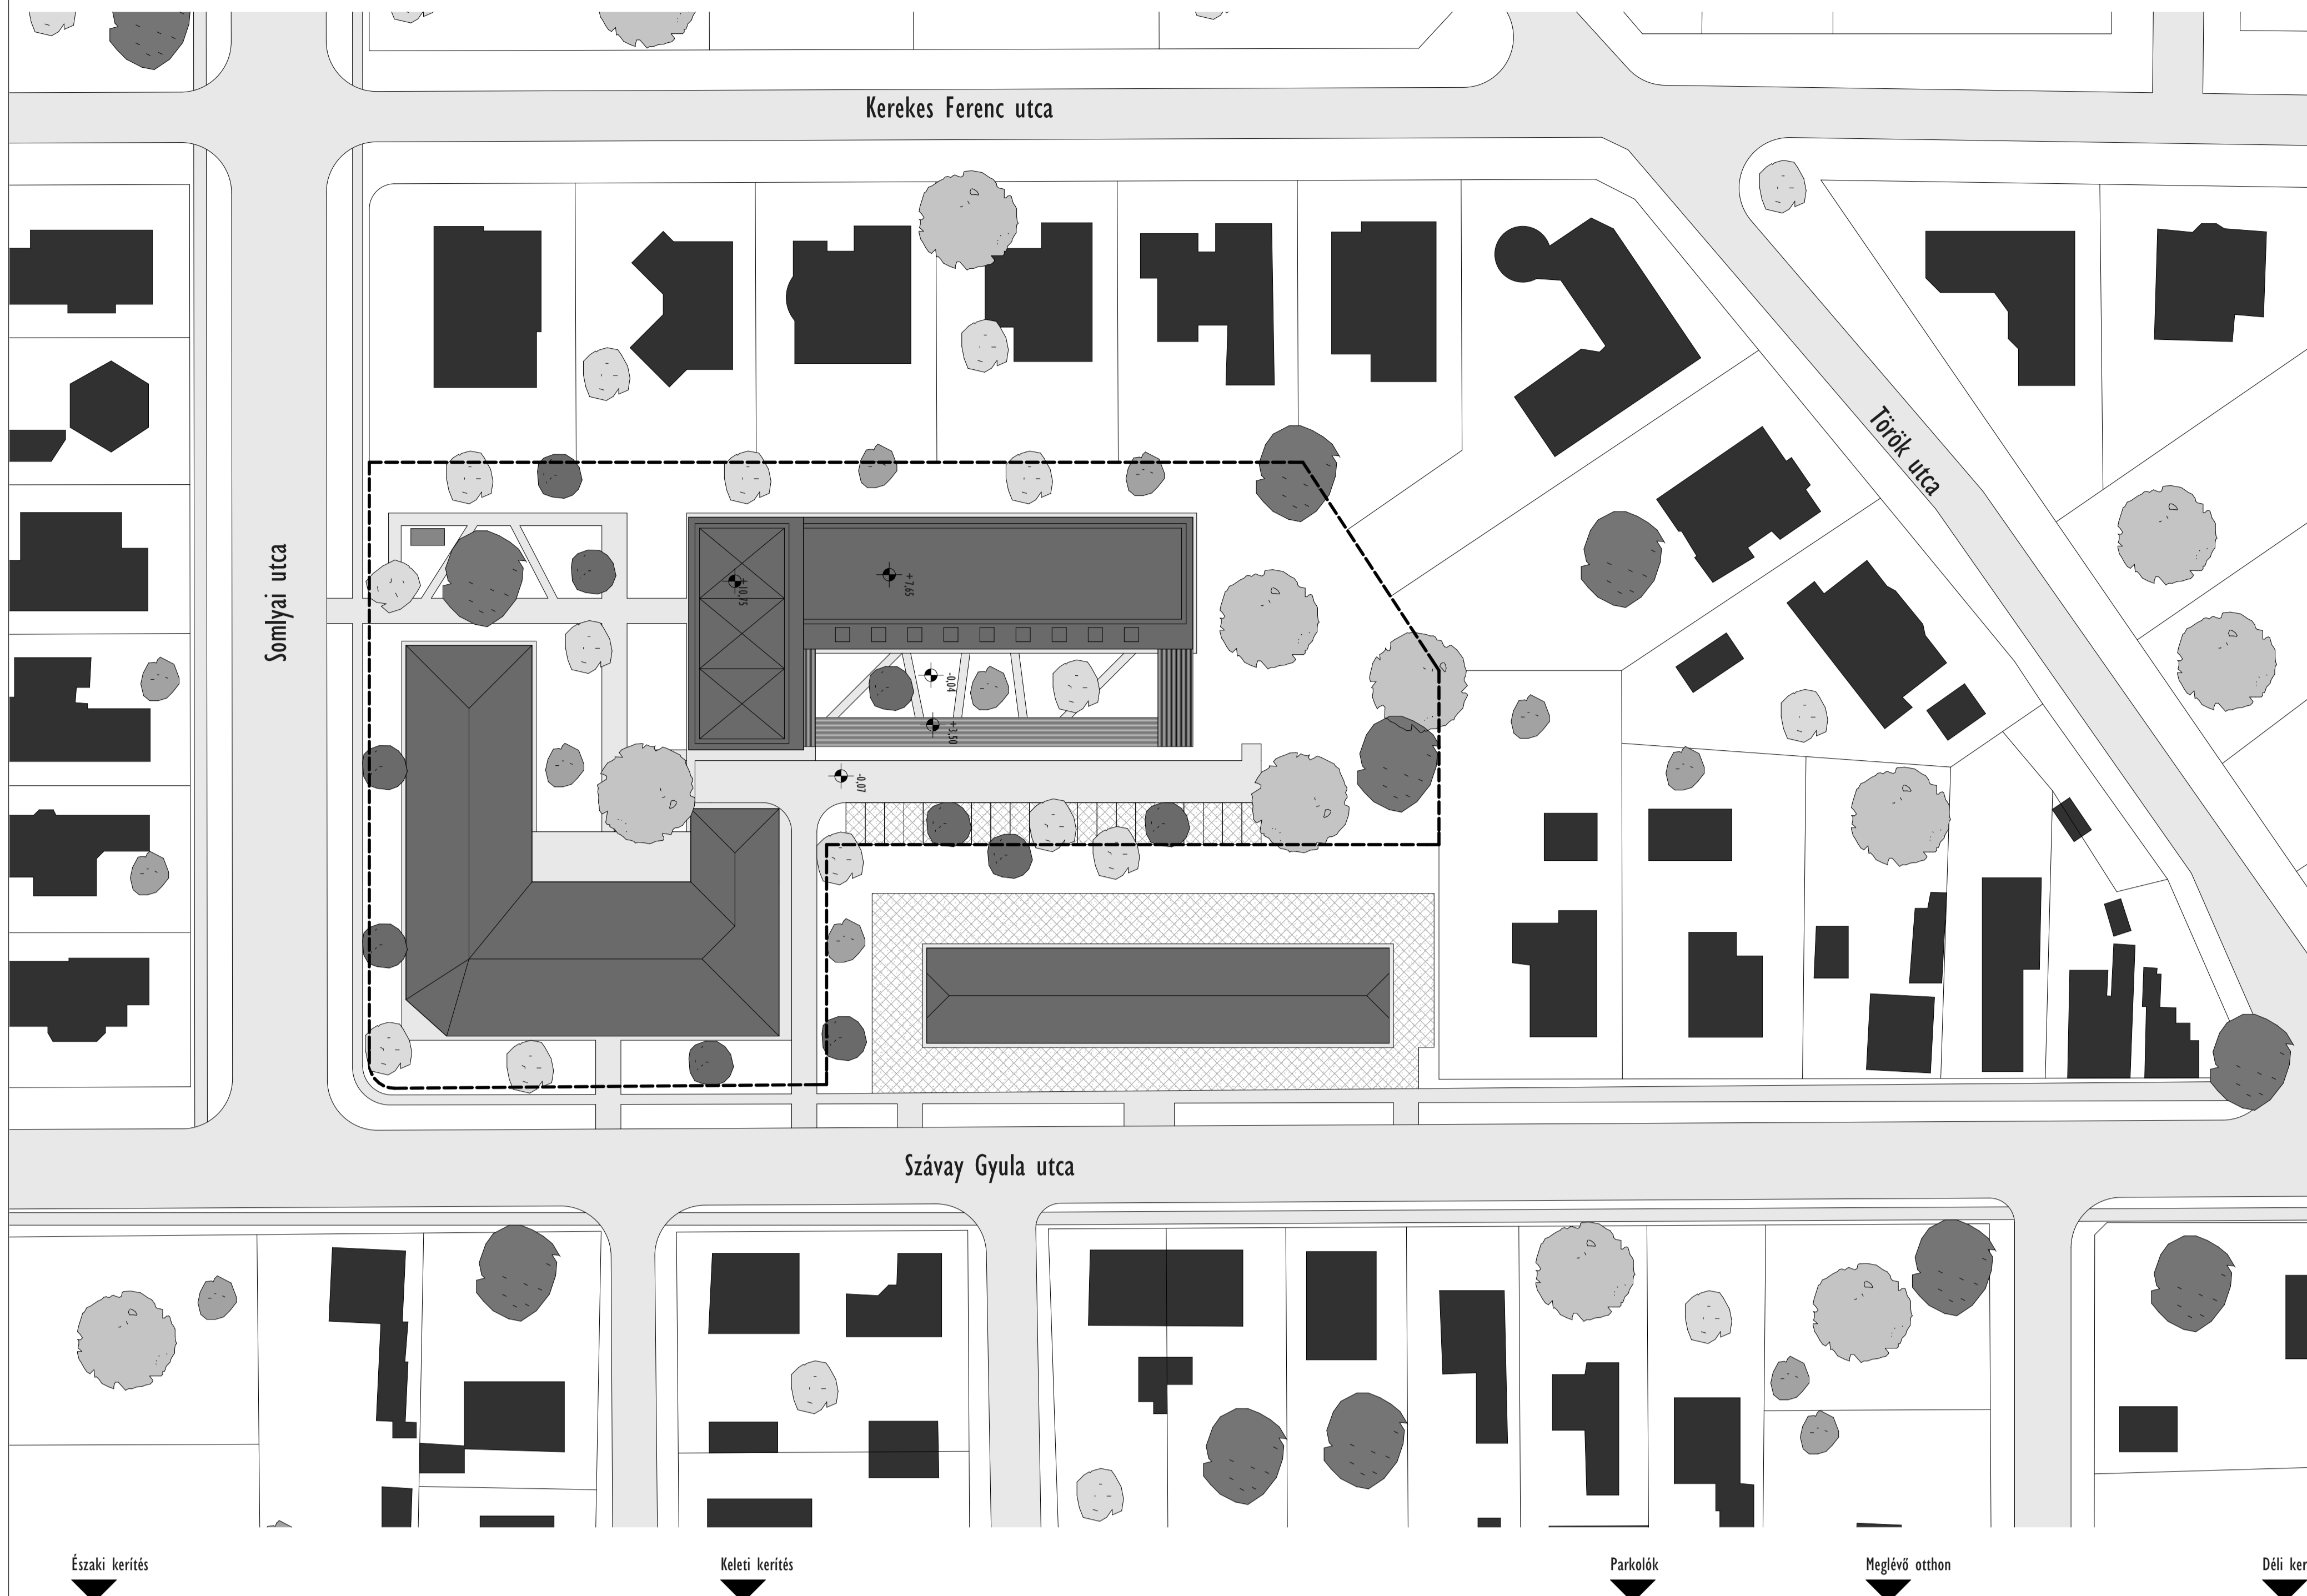 Kerekes Ferenc utca
Török utca
Somlyai utca
+10,75
+7,65
-0,04
+3,50
-0,07
Szávay Gyula utca
Északi kerítés
Keleti kerítés
Parkolók
Meglévő otthon
Déli